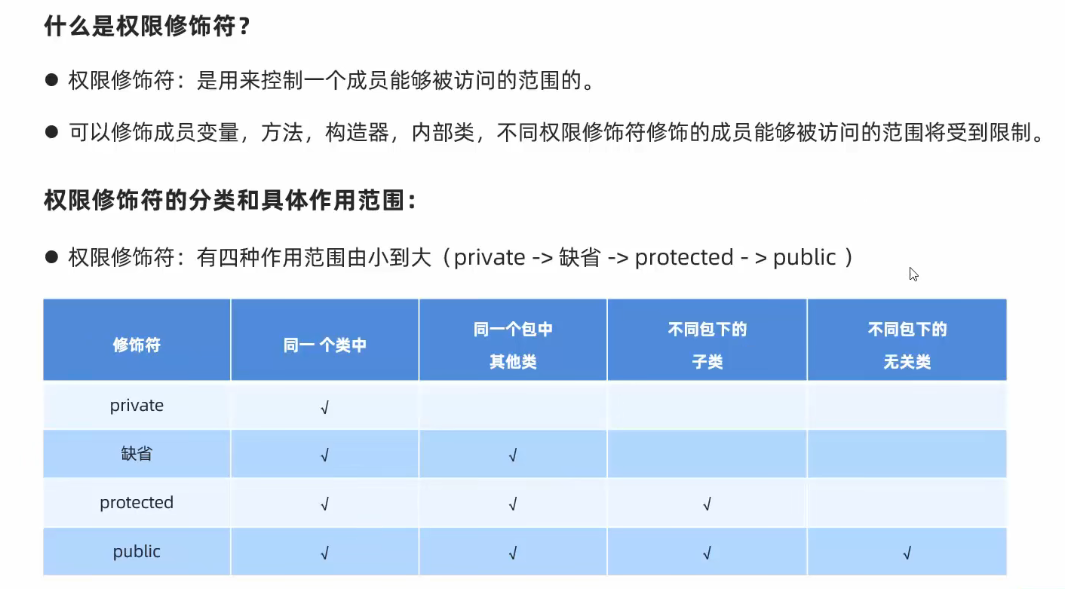 什么是权限修饰符？
● 权限修饰符：是用来控制一个成员能够被访问的范围的。
● 可以修饰成员变量，方法，构造器，内部类，不同权限修饰符修饰的成员能够被访问的范围将受到限制。
权限修饰符的分类和具体作用范围：
● 权限修饰符：有四种作用范围由小到大（private -> 缺省 -> protected - > public ）
修饰符 同一 个类中 同一个包中 其他类 不同包下的 子类 不同包下的 无关类
private √
缺省 √ √
protected √ √ √
public √ √ √ √